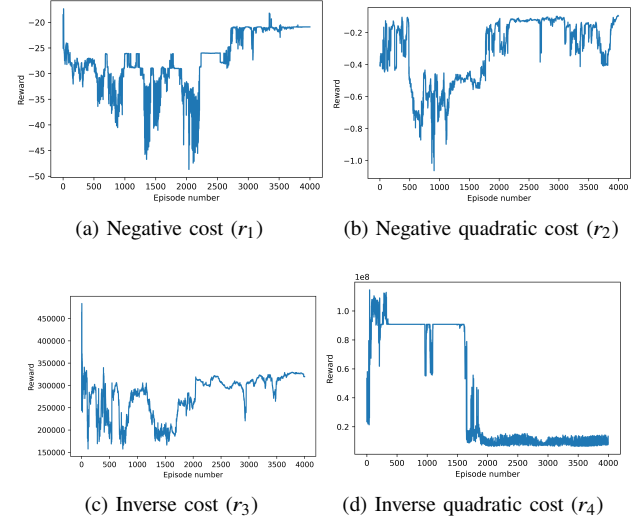 −20
−25
−30
−35
−40
−45
−50
Reward
0 500 1000 1500 2000 2500 3000 3500 4000
Episode number
(a) Negative cost (r1)
−0.2
−0.4
−0.6
−0.8
−1.0
Reward
0 500 1000 1500 2000 2500 3000 3500 4000
Episode number
(b) Negative quadratic cost (r2)
450000
400000
350000
300000
250000
200000
150000
Reward
0 500 1000 1500 2000 2500 3000 3500 4000
Episode number
(c) Inverse cost (r3)
1e8
1.0
0.8
0.6
0.4
0.2
Reward
0 500 1000 1500 2000 2500 3000 3500 4000
Episode number
(d) Inverse quadratic cost (r4)